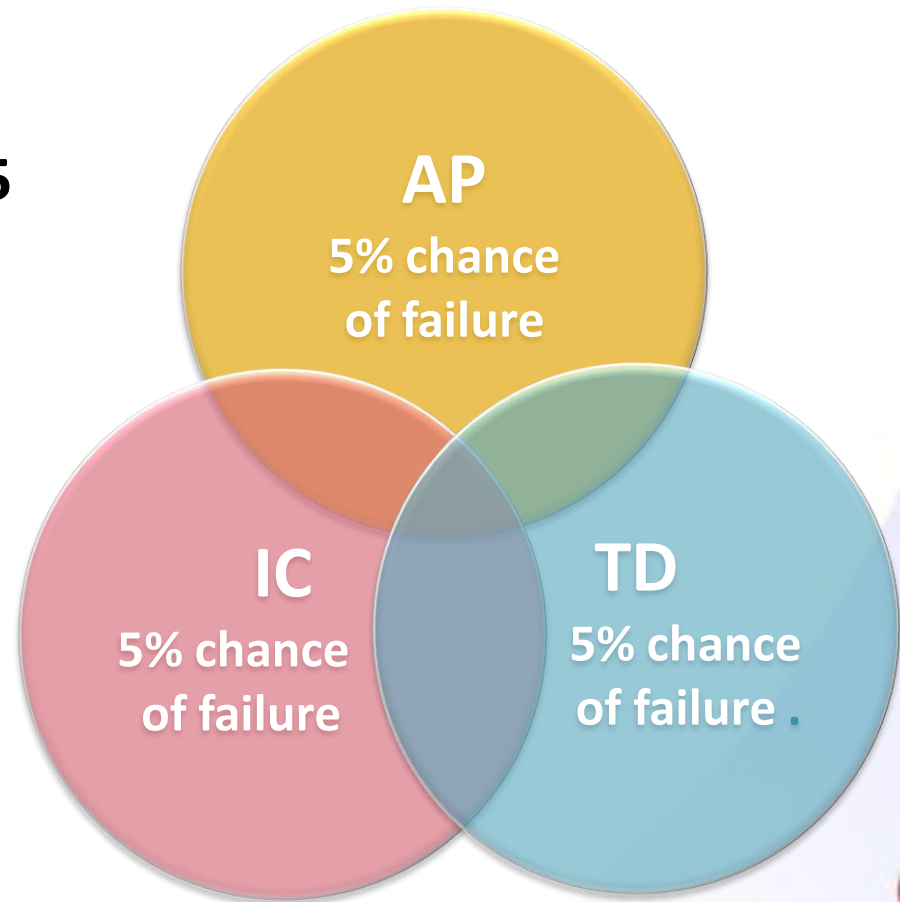 AP
5% chance
of failure
IC
5% chance
of failure
TD
5% chance
of failure .